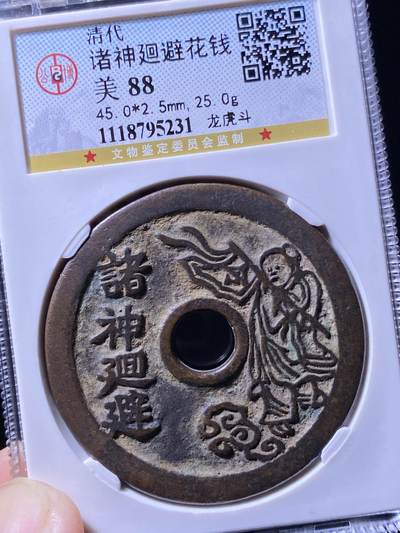 清代
诸神廻避花钱
美 88
45.0*2.5mm, 25.0g
1118795231 龙虎斗
★ 文物鉴定委员会监制 ★
諸神廻避